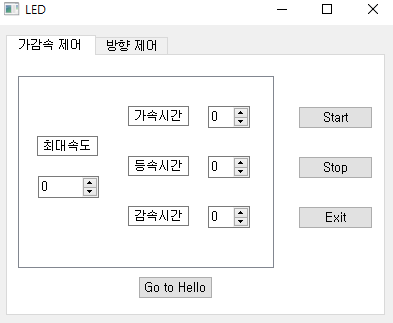 LED
가감속 제어 방향 제어
가속시간 0 Start
최대속도
등속시간 0 Stop
0
감속시간 0 Exit
Go to Hello